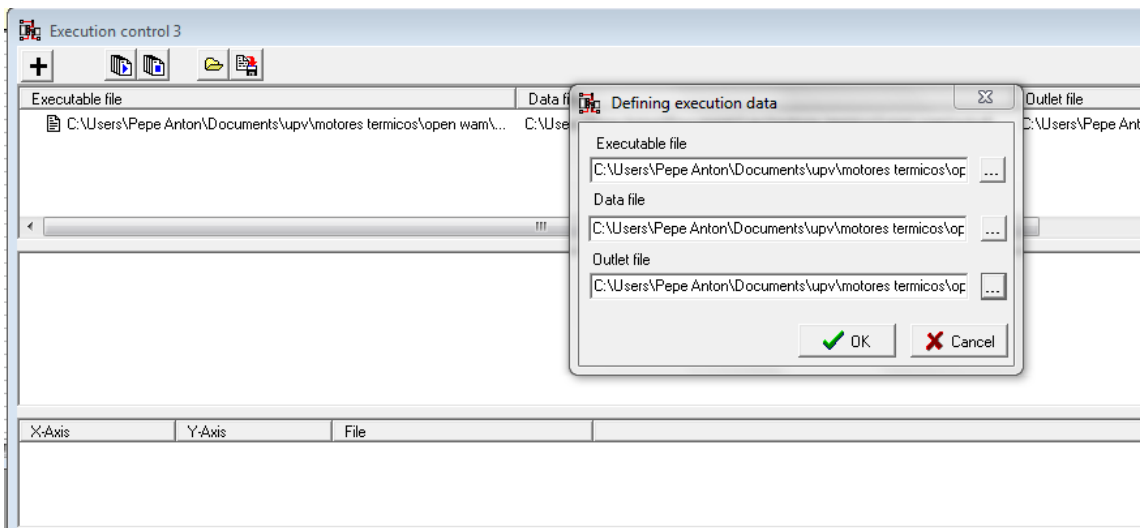 Execution control 3
Executable file
Data fi
Outlet file
C:\Users\Pepe Anton\Documents\upv\motores termicos\open wam\...
C:\Use
C:\Users\Pepe Ant
Defining execution data
Executable file
C:\Users\Pepe Anton\Documents\upv\motores termicos\op
...
Data file
C:\Users\Pepe Anton\Documents\upv\motores termicos\op
...
Outlet file
C:\Users\Pepe Anton\Documents\upv\motores termicos\op
...
OK
Cancel
X-Axis
Y-Axis
File